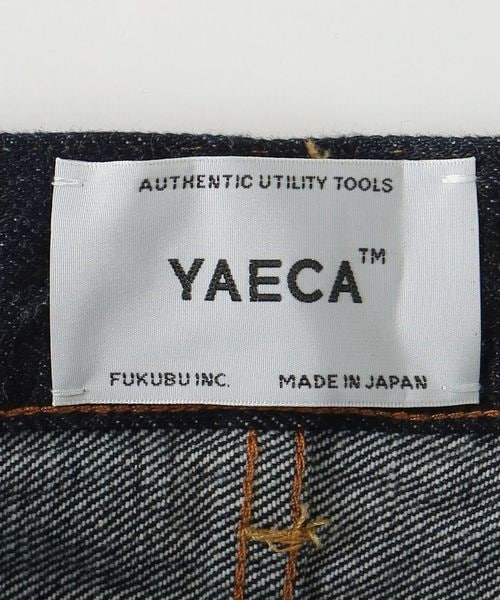 AUTHENTIC UTILITY TOOLS
YAECA™
FUKUBU INC. MADE IN JAPAN